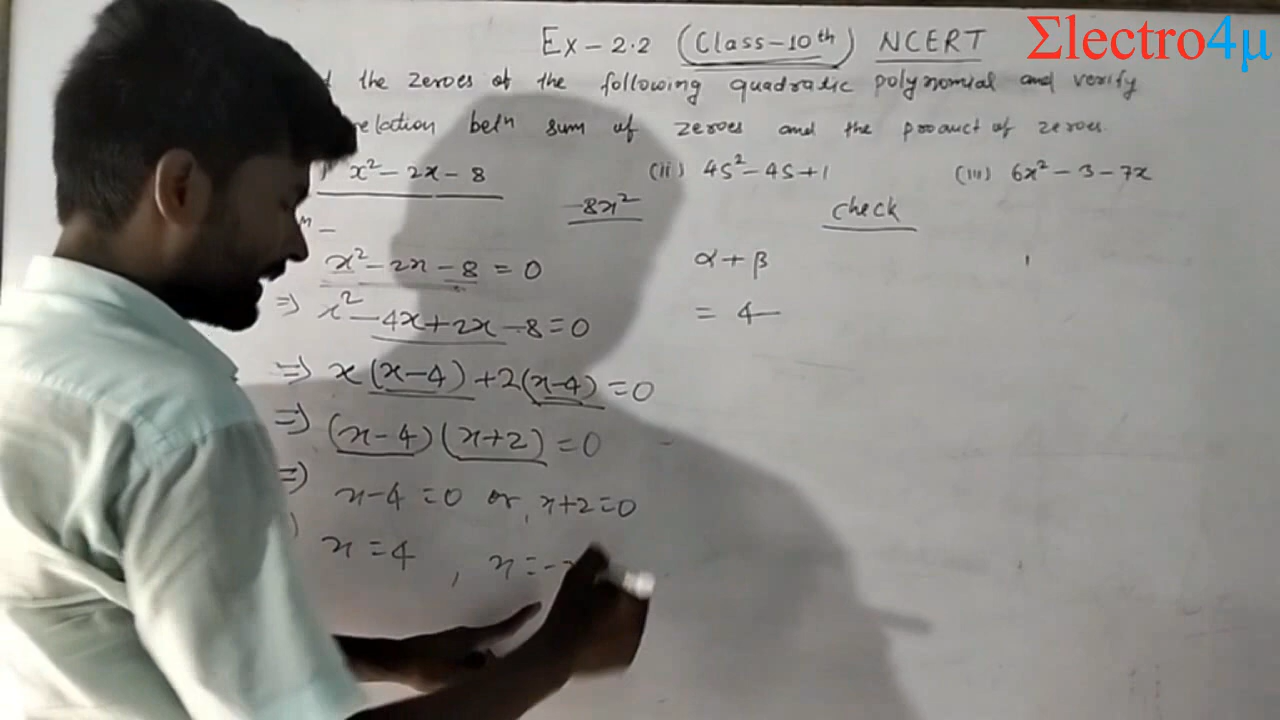 Σlectro4μ
Ex - 2.2 (Class-10th) NCERT
the zeroes of the following quadratic polynomial and verify
relation betn sum of zeroes and the product of zeroes.
x² - 2x - 8 (ii) 4s² - 4s + 1 (iii) 6x² - 3 - 7x
-8x² check
x² - 2x - 8 = 0 α + β
⇒ x² - 4x + 2x - 8 = 0 = 4
⇒ x(x-4) + 2(x-4) = 0
⇒ (x-4)(x+2) = 0
⇒ x-4 = 0 or, x+2 = 0
x = 4 , x = -